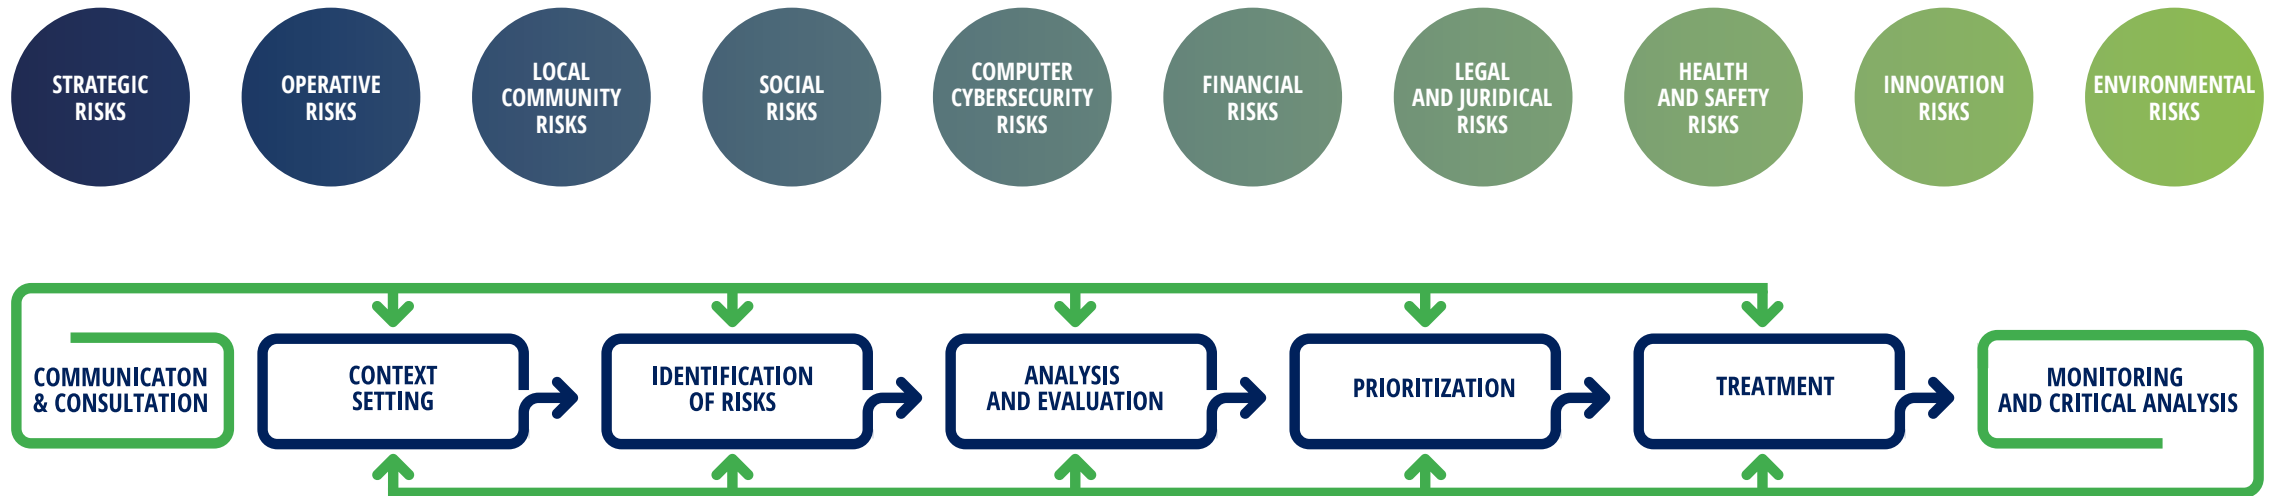 STRATEGIC
RISKS
OPERATIVE
RISKS
LOCAL
COMMUNITY
RISKS
SOCIAL
RISKS
COMPUTER
CYBERSECURITY
RISKS
FINANCIAL
RISKS
LEGAL
AND JURIDICAL
RISKS
HEALTH
AND SAFETY
RISKS
INNOVATION
RISKS
ENVIRONMENTAL
RISKS
COMMUNICATON
& CONSULTATION
CONTEXT
SETTING
IDENTIFICATION
OF RISKS
ANALYSIS
AND EVALUATION
PRIORITIZATION
TREATMENT
MONITORING
AND CRITICAL ANALYSIS